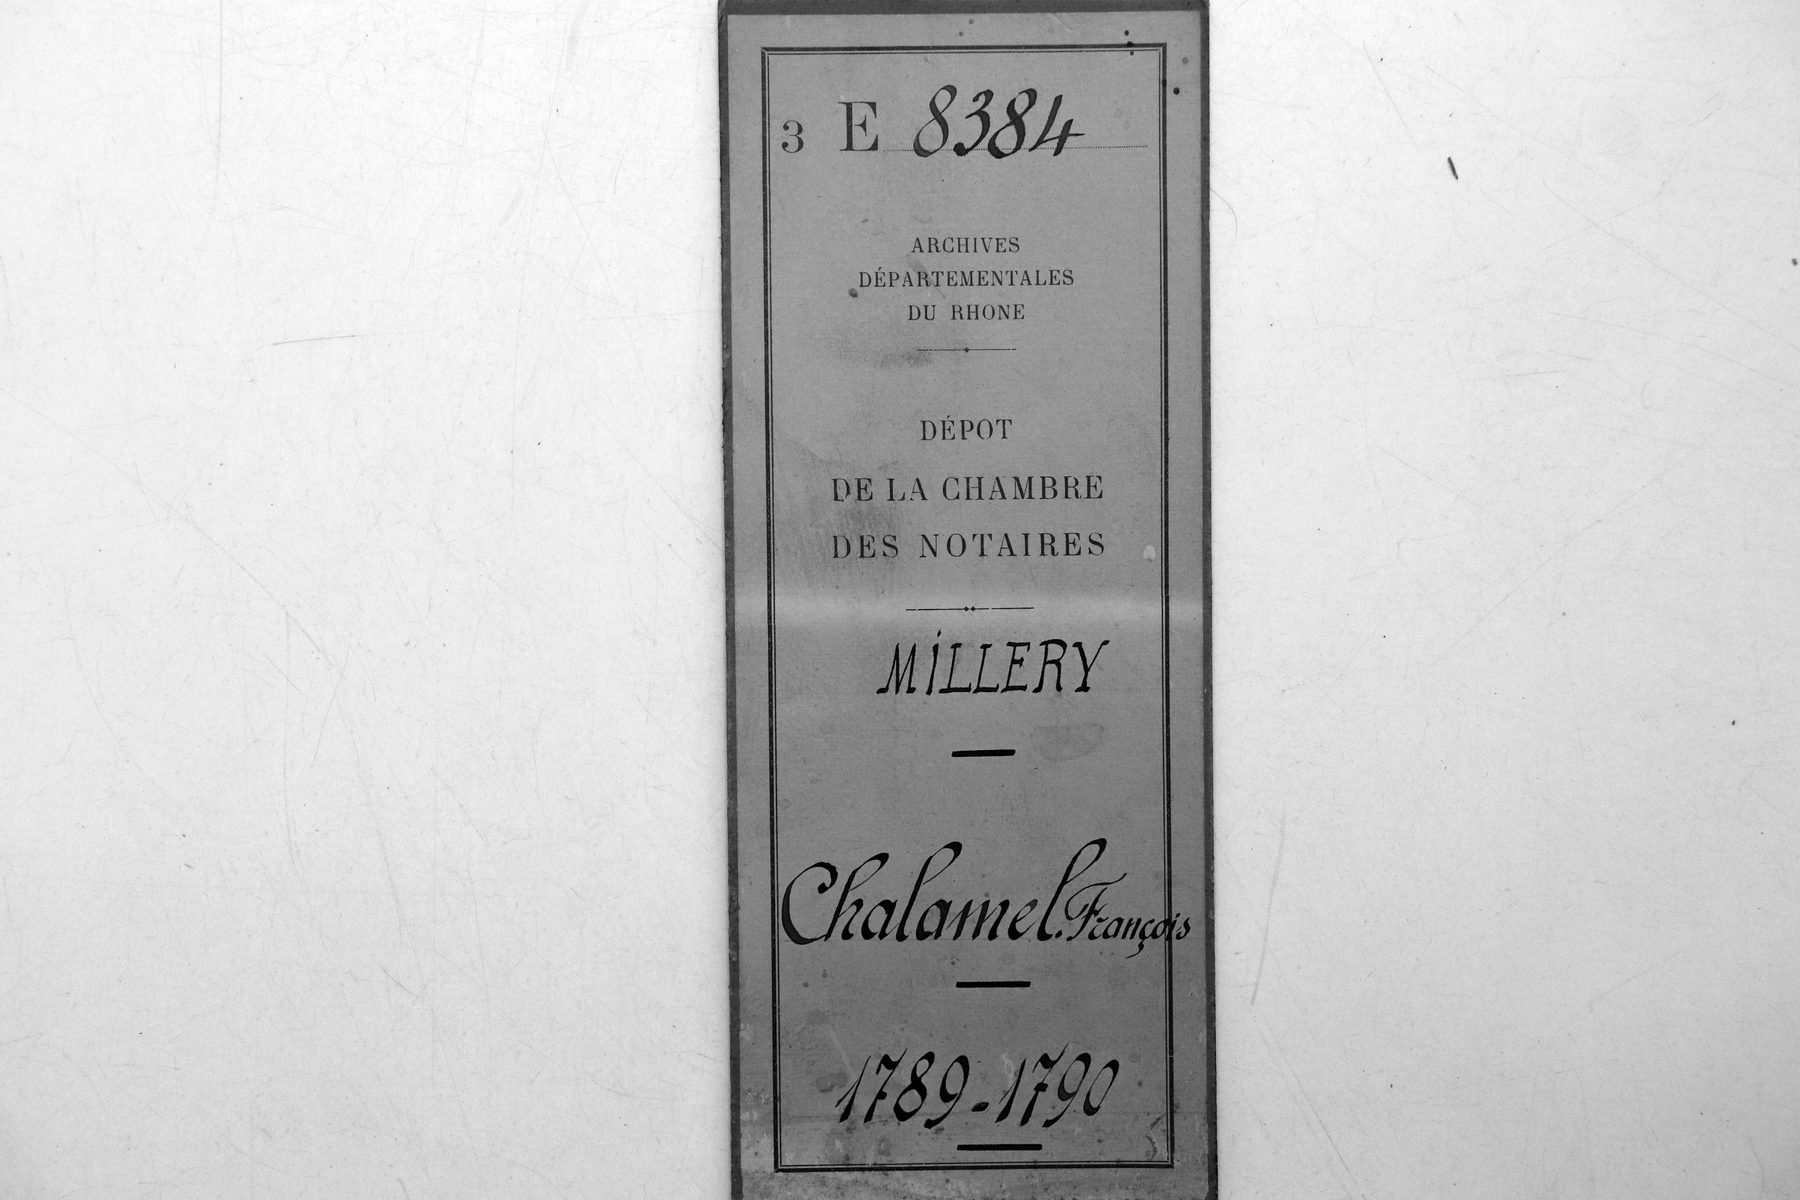 3 E 8384
ARCHIVES
DÉPARTEMENTALES
DU RHONE
DÉPOT
DE LA CHAMBRE
DES NOTAIRES
MiLLERY
Chalamel. François
1789-1790